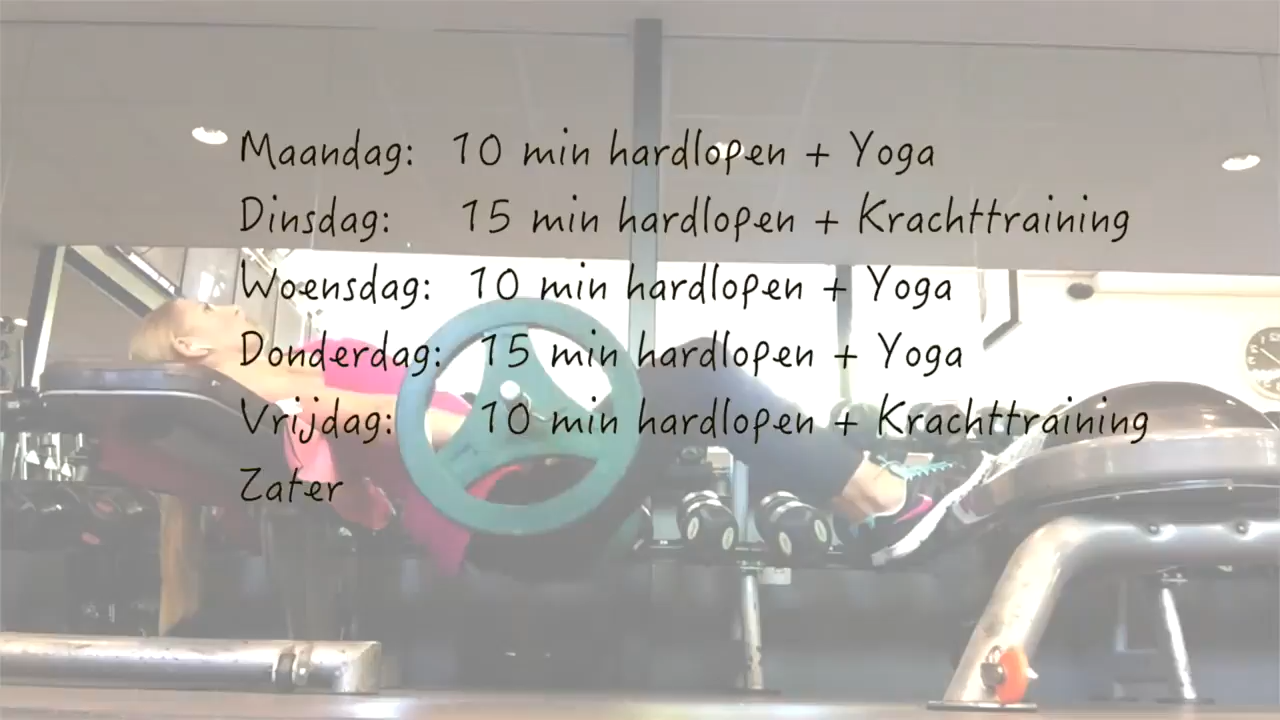 Maandag: 10 min hardlopen + Yoga
Dinsdag: 15 min hardlopen + Krachttraining
Woensdag: 10 min hardlopen + Yoga
Donderdag: 15 min hardlopen + Yoga
Vrijdag: 10 min hardlopen + Krachttraining
Zater